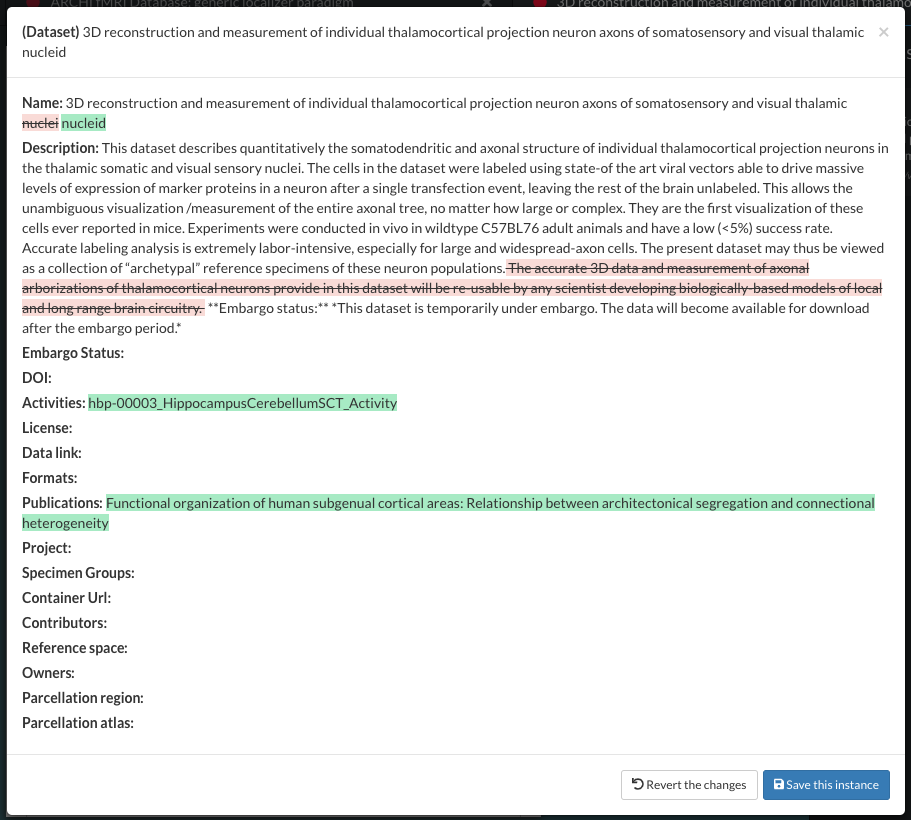 ARCHI fMRI Database: generic localizer paradigm
3D reconstruction and measurement of individual thalamo
(Dataset) 3D reconstruction and measurement of individual thalamocortical projection neuron axons of somatosensory and visual thalamic
nucleid
×
Name: 3D reconstruction and measurement of individual thalamocortical projection neuron axons of somatosensory and visual thalamic
nuclei nucleid
Description: This dataset describes quantitatively the somatodendritic and axonal structure of individual thalamocortical projection neurons in
the thalamic somatic and visual sensory nuclei. The cells in the dataset were labeled using state-of the art viral vectors able to drive massive
levels of expression of marker proteins in a neuron after a single transfection event, leaving the rest of the brain unlabeled. This allows the
unambiguous visualization /measurement of the entire axonal tree, no matter how large or complex. They are the first visualization of these
cells ever reported in mice. Experiments were conducted in vivo in wildtype C57BL76 adult animals and have a low (<5%) success rate.
Accurate labeling analysis is extremely labor-intensive, especially for large and widespread-axon cells. The present dataset may thus be viewed
as a collection of “archetypal” reference specimens of these neuron populations. The accurate 3D data and measurement of axonal
arborizations of thalamocortical neurons provide in this dataset will be re-usable by any scientist developing biologically-based models of local
and long range brain circuitry. **Embargo status:** *This dataset is temporarily under embargo. The data will become available for download
after the embargo period.*
Embargo Status:
DOI:
Activities: hbp-00003_HippocampusCerebellumSCT_Activity
License:
Data link:
Formats:
Publications: Functional organization of human subgenual cortical areas: Relationship between architectonical segregation and connectional
heterogeneity
Project:
Specimen Groups:
Container Url:
Contributors:
Reference space:
Owners:
Parcellation region:
Parcellation atlas:
Revert the changes
Save this instance